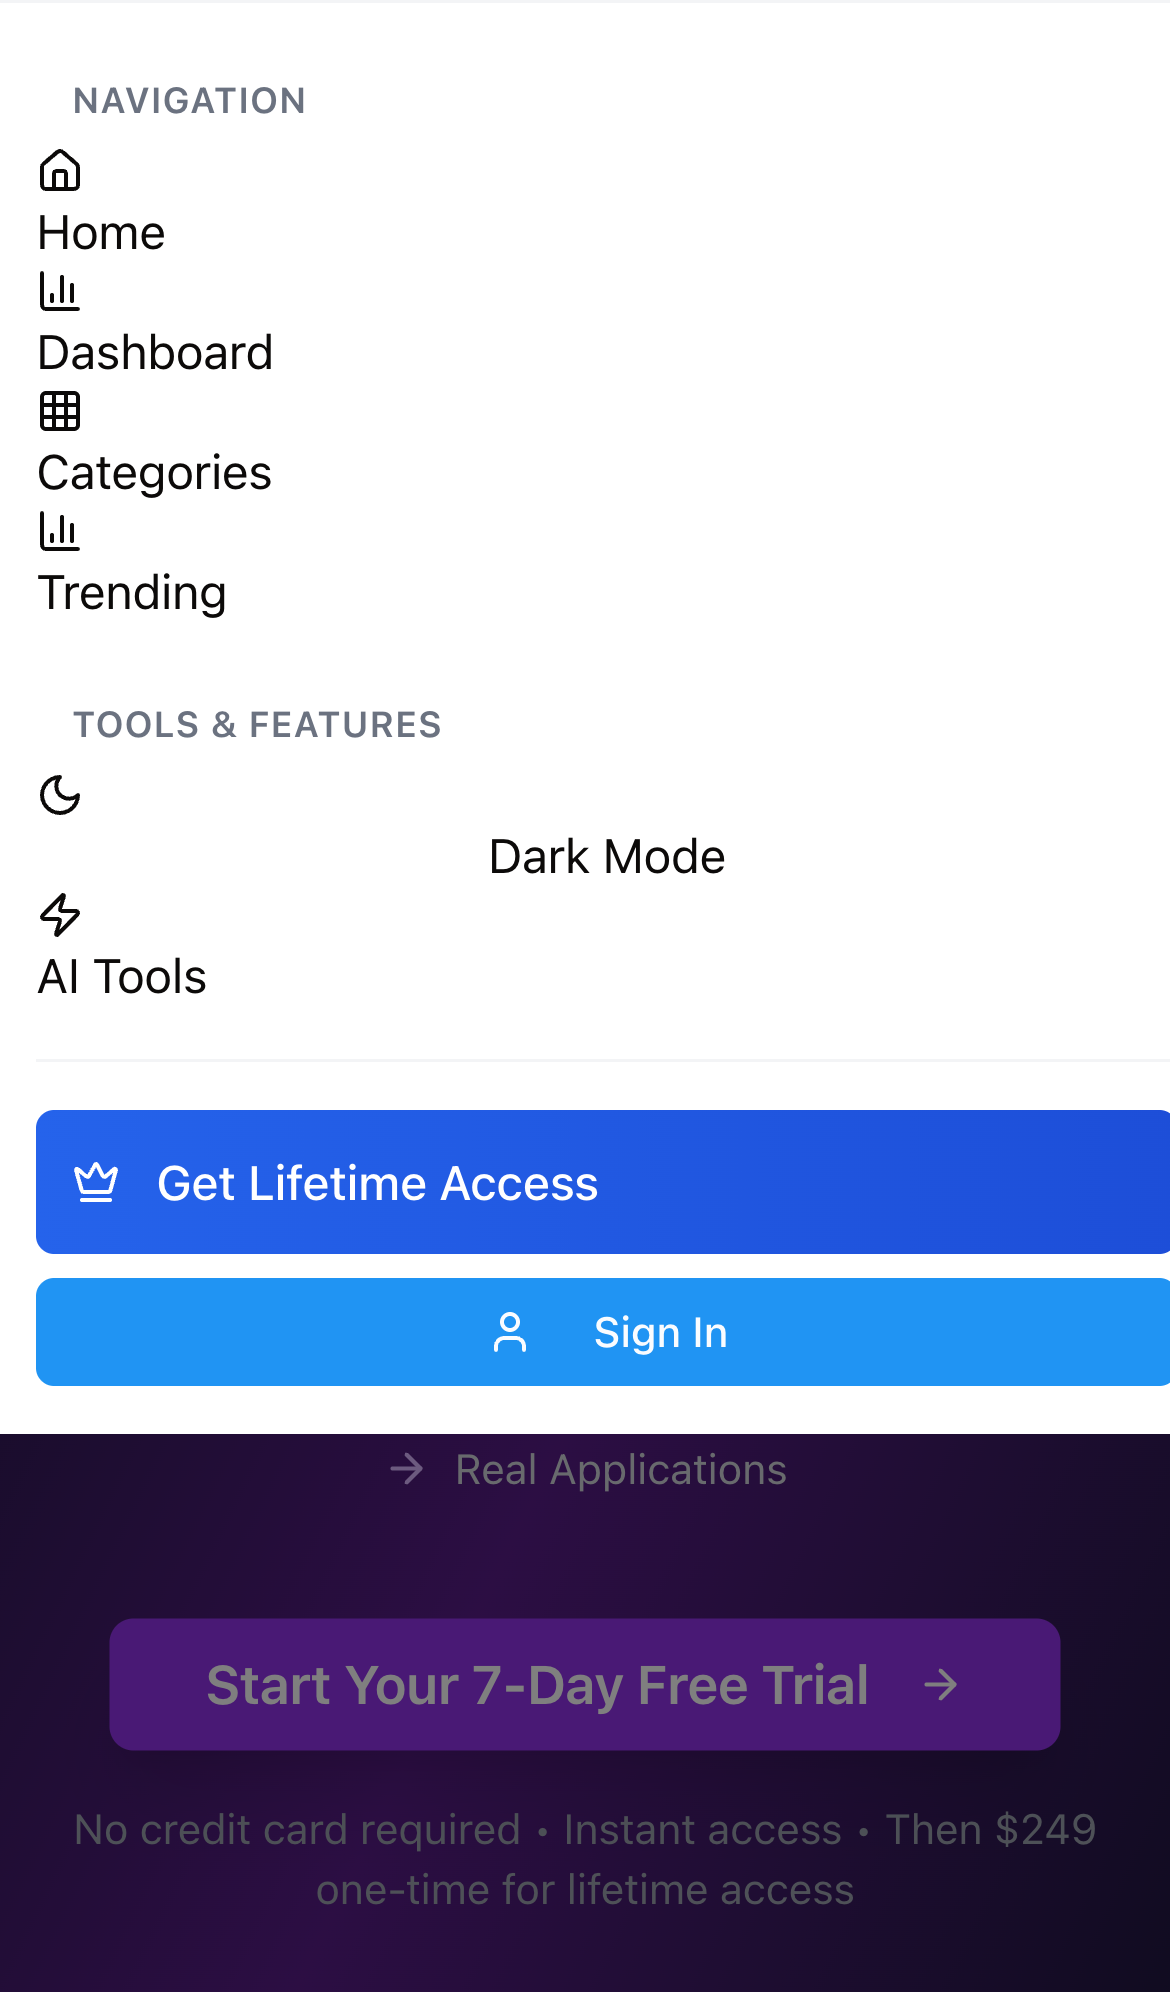 NAVIGATION
Home
Dashboard
Categories
Trending
TOOLS & FEATURES
Dark Mode
AI Tools
Get Lifetime Access
Sign In
Real Applications
Start Your 7-Day Free Trial
No credit card required • Instant access • Then $249
one-time for lifetime access